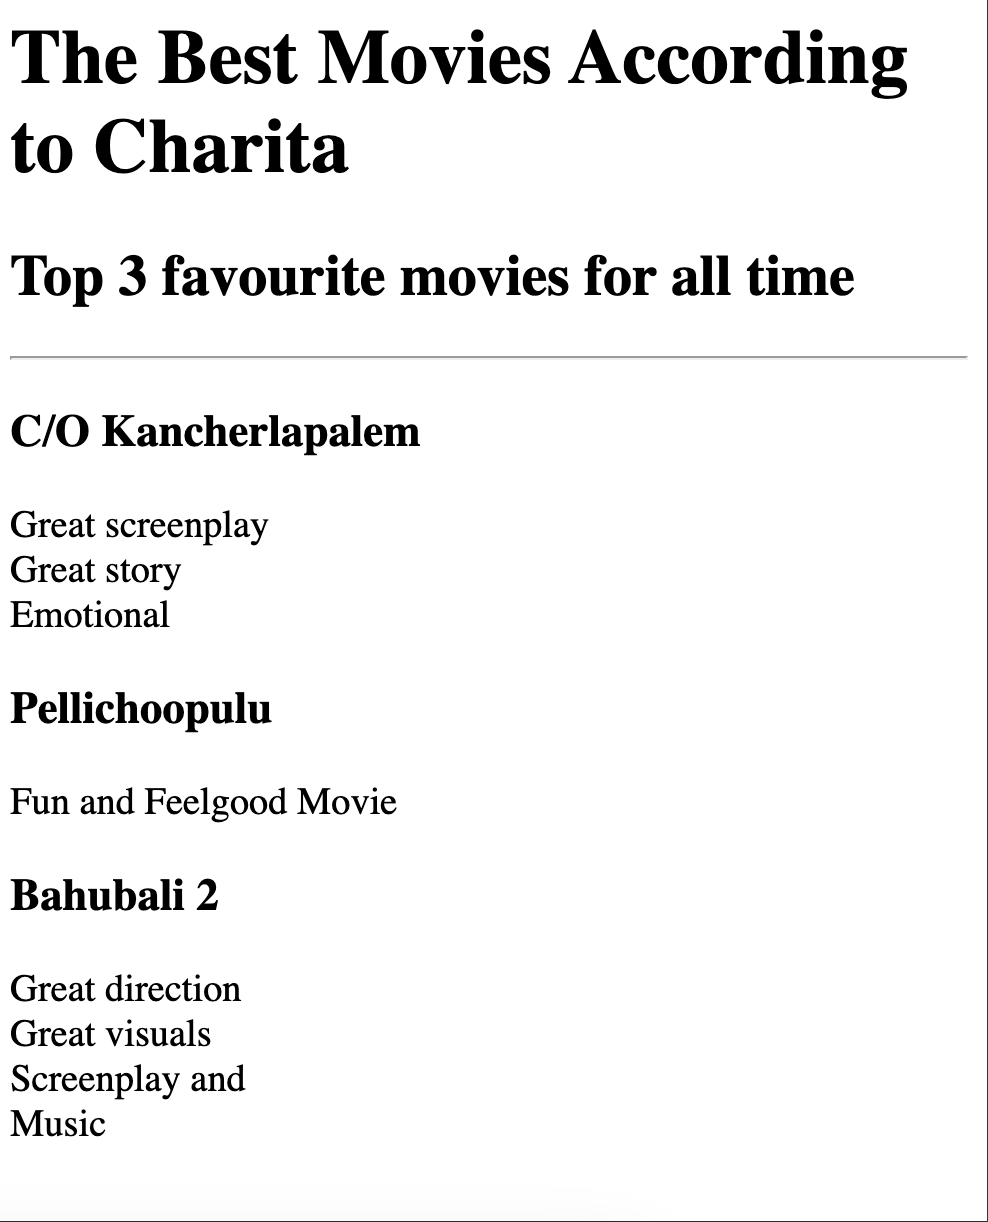 The Best Movies According
to Charita
Top 3 favourite movies for all time
C/O Kancherlapalem
Great screenplay
Great story
Emotional
Pellichoopulu
Fun and Feelgood Movie
Bahubali 2
Great direction
Great visuals
Screenplay and
Music